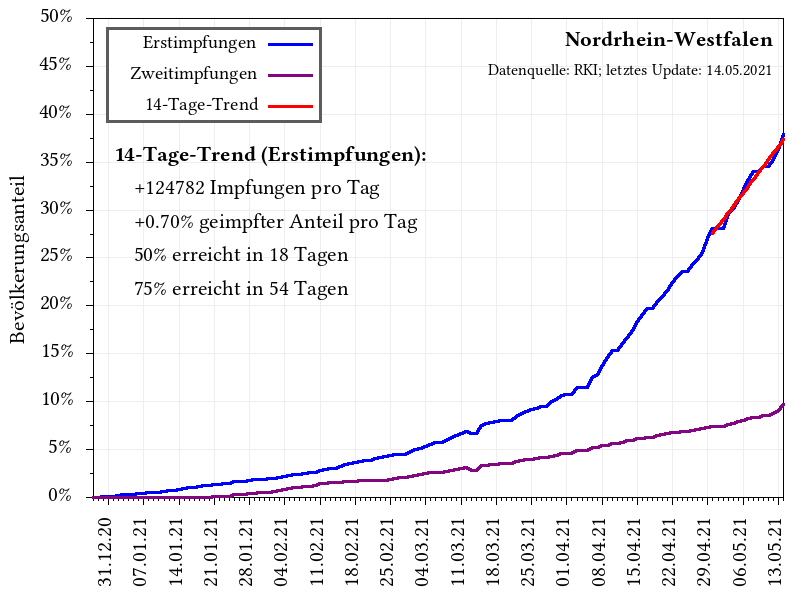 Nordrhein-Westfalen
Datenquelle: RKI; letztes Update: 14.05.2021
Erstimpfungen
Zweitimpfungen
14-Tage-Trend
14-Tage-Trend (Erstimpfungen):
+124782 Impfungen pro Tag
+0.70% geimpfter Anteil pro Tag
50% erreicht in 18 Tagen
75% erreicht in 54 Tagen
Bevölkerungsanteil
50%
45%
40%
35%
30%
25%
20%
15%
10%
5%
0%
31.12.20
07.01.21
14.01.21
21.01.21
28.01.21
04.02.21
11.02.21
18.02.21
25.02.21
04.03.21
11.03.21
18.03.21
25.03.21
01.04.21
08.04.21
15.04.21
22.04.21
29.04.21
06.05.21
13.05.21